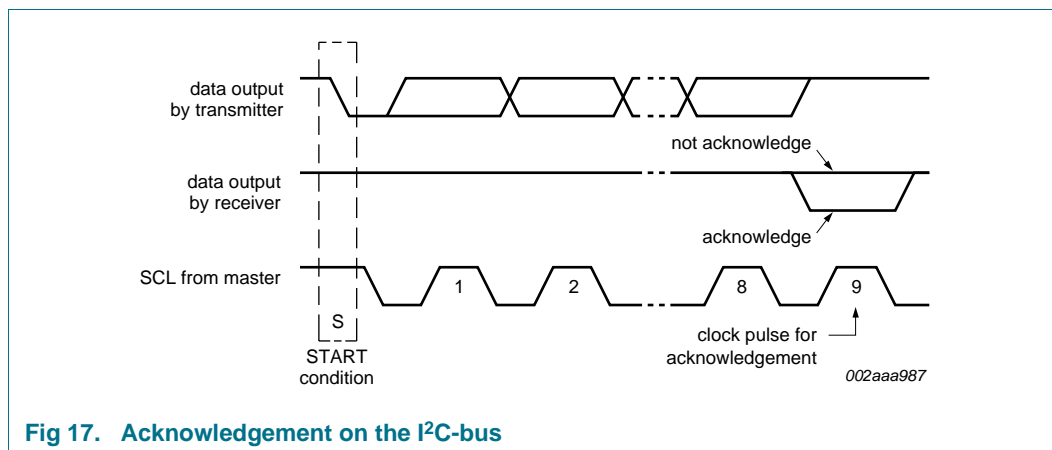 data output
by transmitter
not acknowledge
data output
by receiver
acknowledge
SCL from master
1
2
8
9
S
START
condition
clock pulse for
acknowledgement
002aaa987
Fig 17. Acknowledgement on the I²C-bus